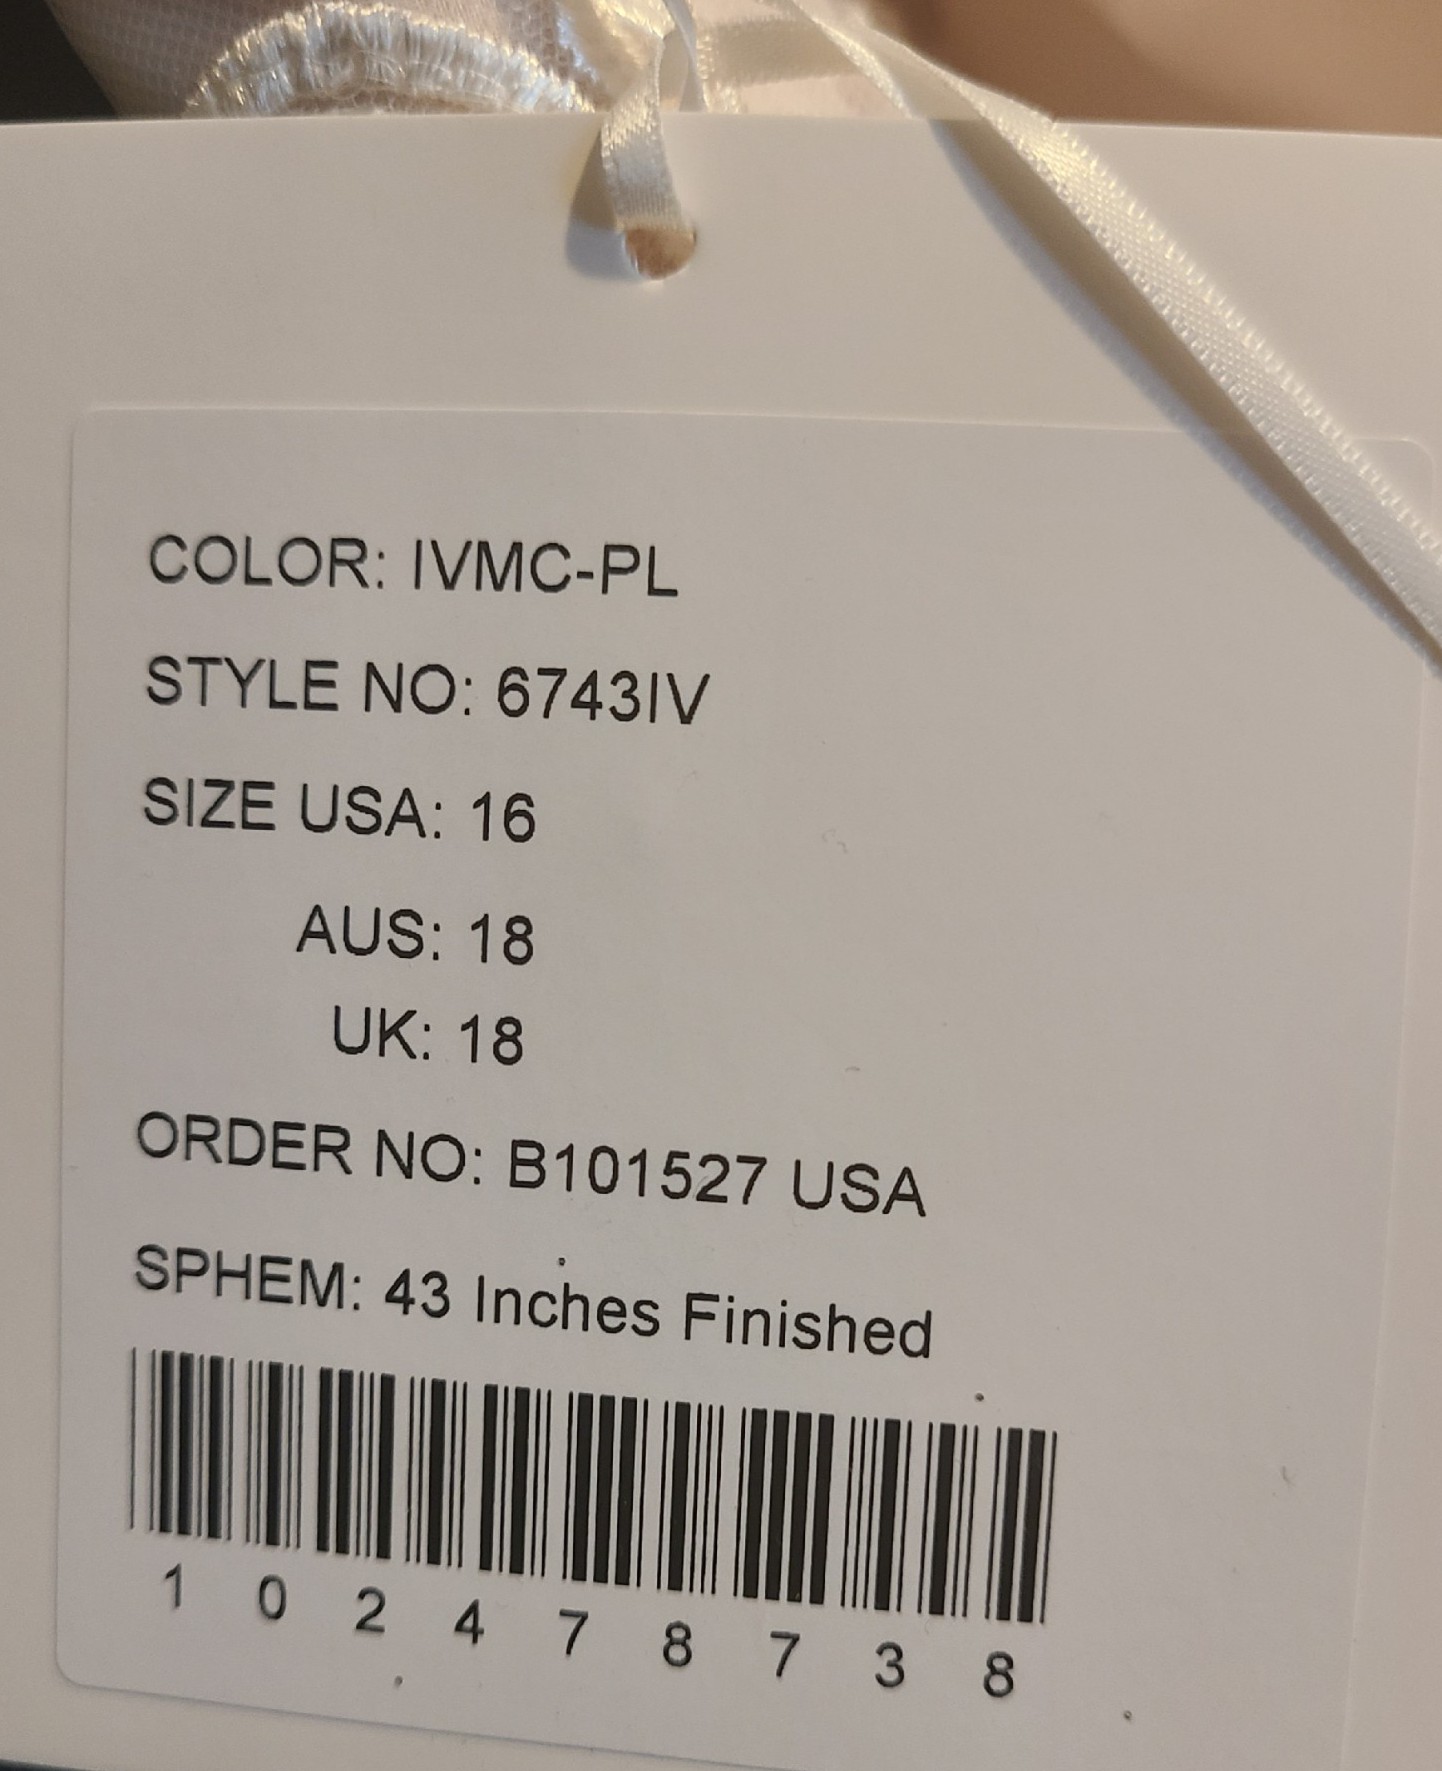 COLOR: IVMC-PL
STYLE NO: 6743IV
SIZE USA: 16
AUS: 18
UK: 18
ORDER NO: B101527 USA
SPHEM: 43 Inches Finished
1 0 2 4 7 8 7 3 8